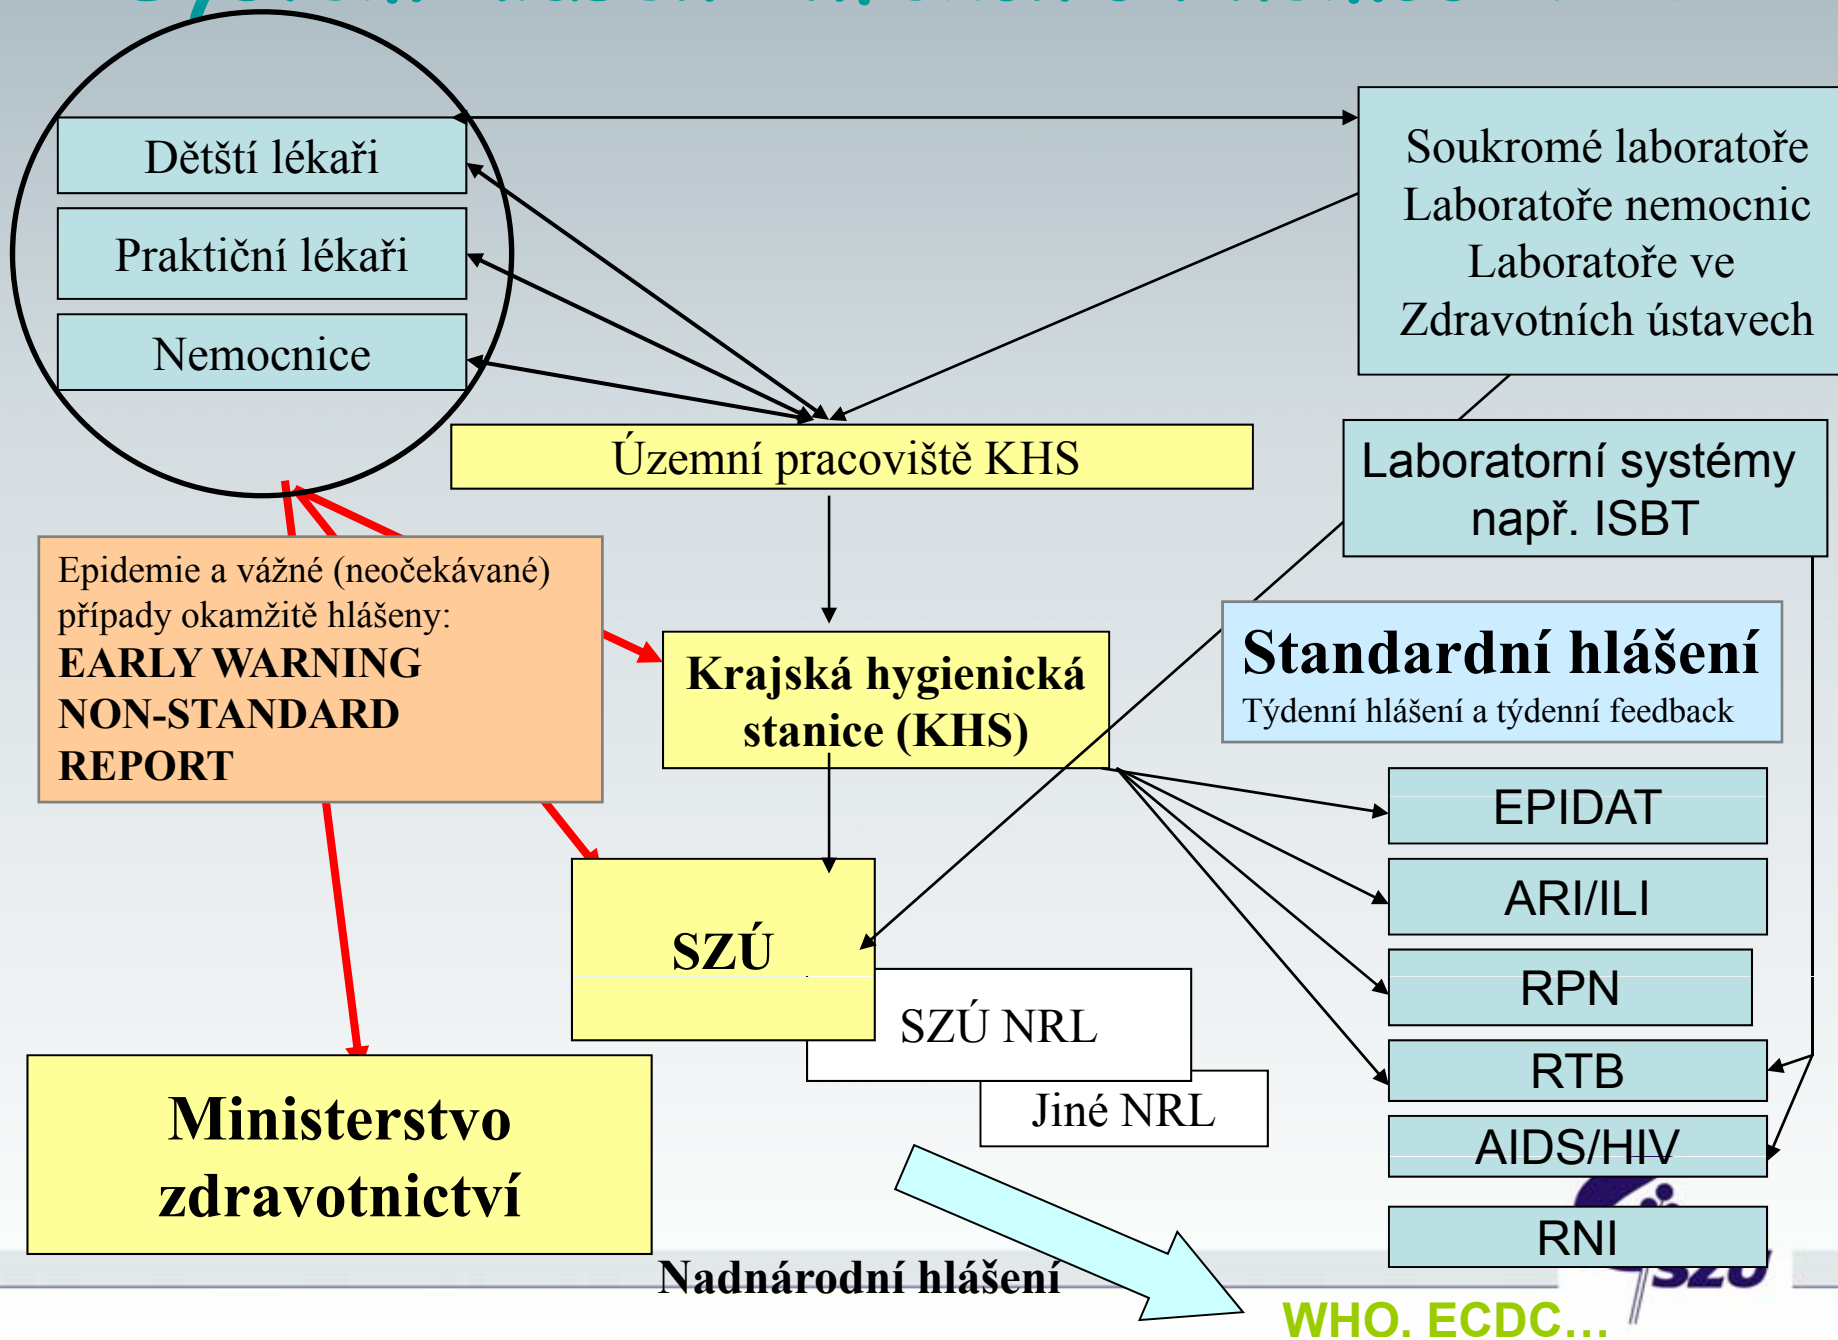 Dětští lékaři
Praktiční lékaři
Nemocnice
Soukromé laboratoře
Laboratoře nemocnic
Laboratoře ve
Zdravotních ústavech
Území pracoviště KHS
Laboratorní systémy
např. ISBT
Epidemie a vážné (neočekávané)
případy okamžitě hlášeny:
EARLY WARNING
NON-STANDARD
REPORT
Krajská hygienická
stanice (KHS)
Standardní hlášení
Týdenní hlášení a týdenní feedback
EPIDAT
ARI/ILI
RPN
RTB
AIDS/HIV
RNI
SZÚ
SZÚ NRL
Jiné NRL
Ministerstvo
zdravotnictví
Nadnárodní hlášení
WHO, ECDC...
SZÚ